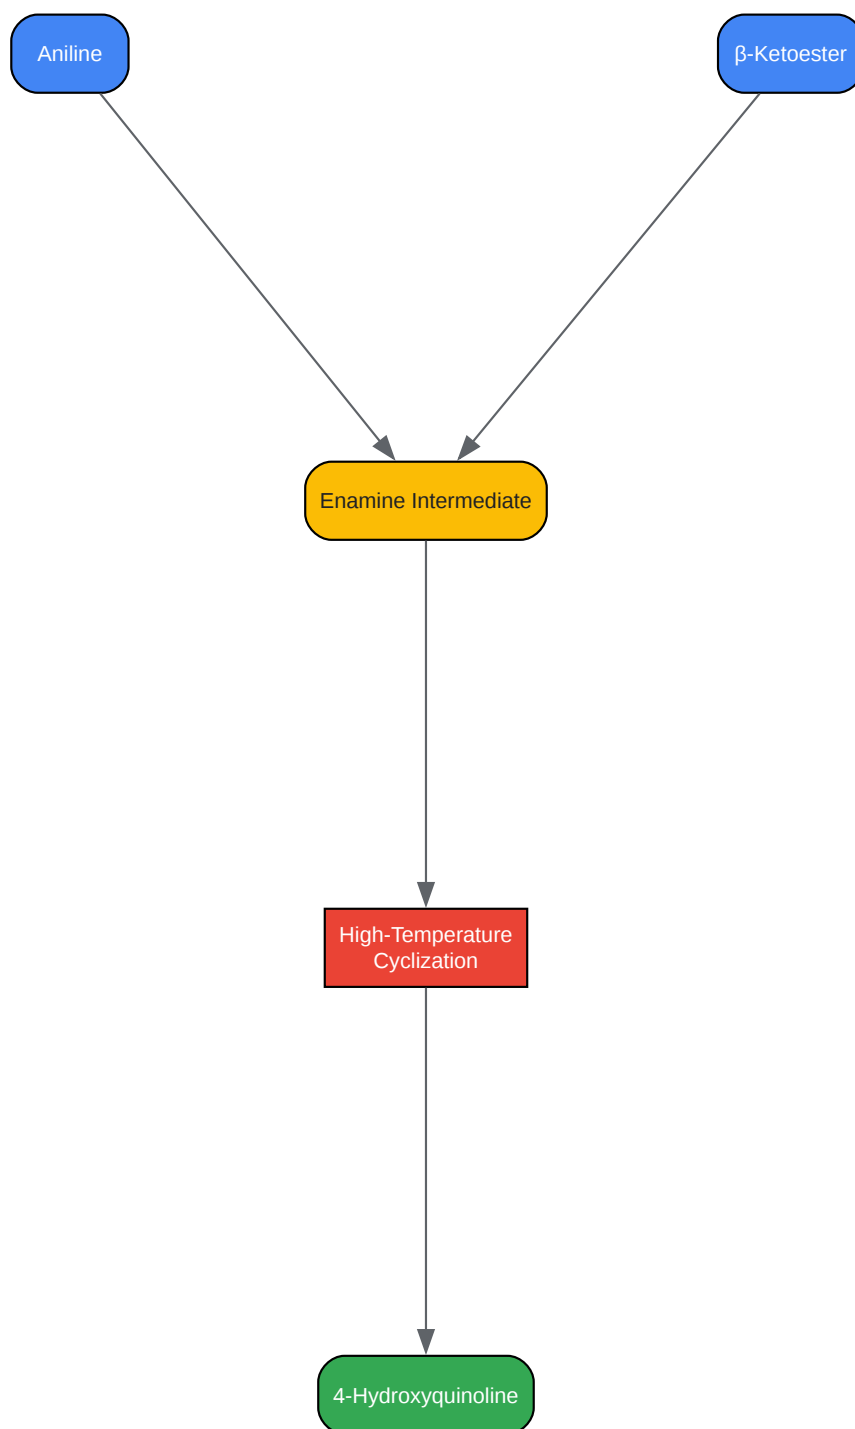 Aniline
β-Ketoester
Enamine Intermediate
High-Temperature
Cyclization
4-Hydroxyquinoline